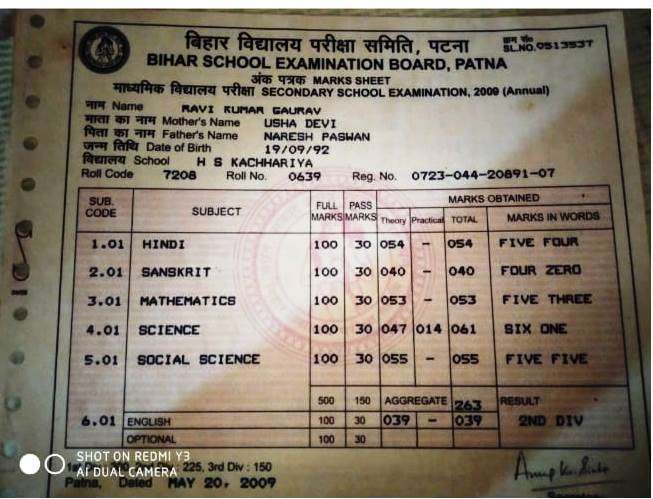 बिहार विद्यालय परीक्षा समिति, पटना
क्रम सं०
SL.NO.0513537
BIHAR SCHOOL EXAMINATION BOARD, PATNA
अंक पत्रक MARKS SHEET
माध्यमिक विद्यालय परीक्षा SECONDARY SCHOOL EXAMINATION, 2009 (Annual)
नाम Name RAVI KUMAR GAURAV
माता का नाम Mother's Name USHA DEVI
पिता का नाम Father's Name NARESH PASWAN
जन्म तिथि Date of Birth 19/09/92
विद्यालय School H S KACHHARIYA
Roll Code 7208 Roll No. 0639 Reg. No. 0723-044-20891-07
SUB. CODE SUBJECT FULL MARKS PASS MARKS MARKS OBTAINED
Theory Practical TOTAL MARKS IN WORDS
1.01 HINDI 100 30 054 - 054 FIVE FOUR
2.01 SANSKRIT 100 30 040 - 040 FOUR ZERO
3.01 MATHEMATICS 100 30 053 - 053 FIVE THREE
4.01 SCIENCE 100 30 047 014 061 SIX ONE
5.01 SOCIAL SCIENCE 100 30 055 - 055 FIVE FIVE
500 150 AGGREGATE 263 RESULT
6.01 ENGLISH 100 30 039 - 039 2ND DIV
OPTIONAL 100 30
SHOT ON REDMI Y3
AI DUAL CAMERA
225, 3rd Div : 150
Patna, Dated MAY 20, 2009